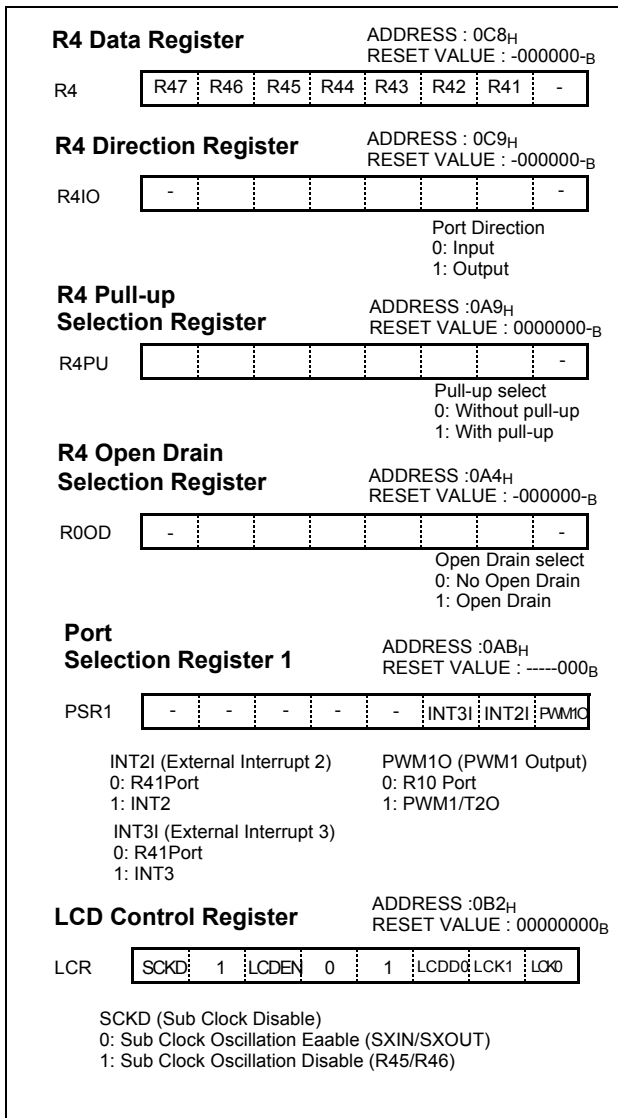 R4 Data Register
ADDRESS : 0C8H
RESET VALUE : -000000-B
R4 R47 R46 R45 R44 R43 R42 R41 -
R4 Direction Register
ADDRESS : 0C9H
RESET VALUE : -000000-B
R4IO - -
Port Direction
0: Input
1: Output
R4 Pull-up
Selection Register
ADDRESS :0A9H
RESET VALUE : 0000000-B
R4PU -
Pull-up select
0: Without pull-up
1: With pull-up
R4 Open Drain
Selection Register
ADDRESS :0A4H
RESET VALUE : -000000-B
R0OD - -
Open Drain select
0: No Open Drain
1: Open Drain
Port
Selection Register 1
ADDRESS :0ABH
RESET VALUE : -----000B
PSR1 - - - - - INT3I INT2I PWM1O
INT2I (External Interrupt 2)
0: R41Port
1: INT2
PWM1O (PWM1 Output)
0: R10 Port
1: PWM1/T2O
INT3I (External Interrupt 3)
0: R41Port
1: INT3
LCD Control Register
ADDRESS :0B2H
RESET VALUE : 00000000B
LCR SCKD 1 LCDEN 0 1 LCDD0 LCK1 LCK0
SCKD (Sub Clock Disable)
0: Sub Clock Oscillation Eaable (SXIN/SXOUT)
1: Sub Clock Oscillation Disable (R45/R46)